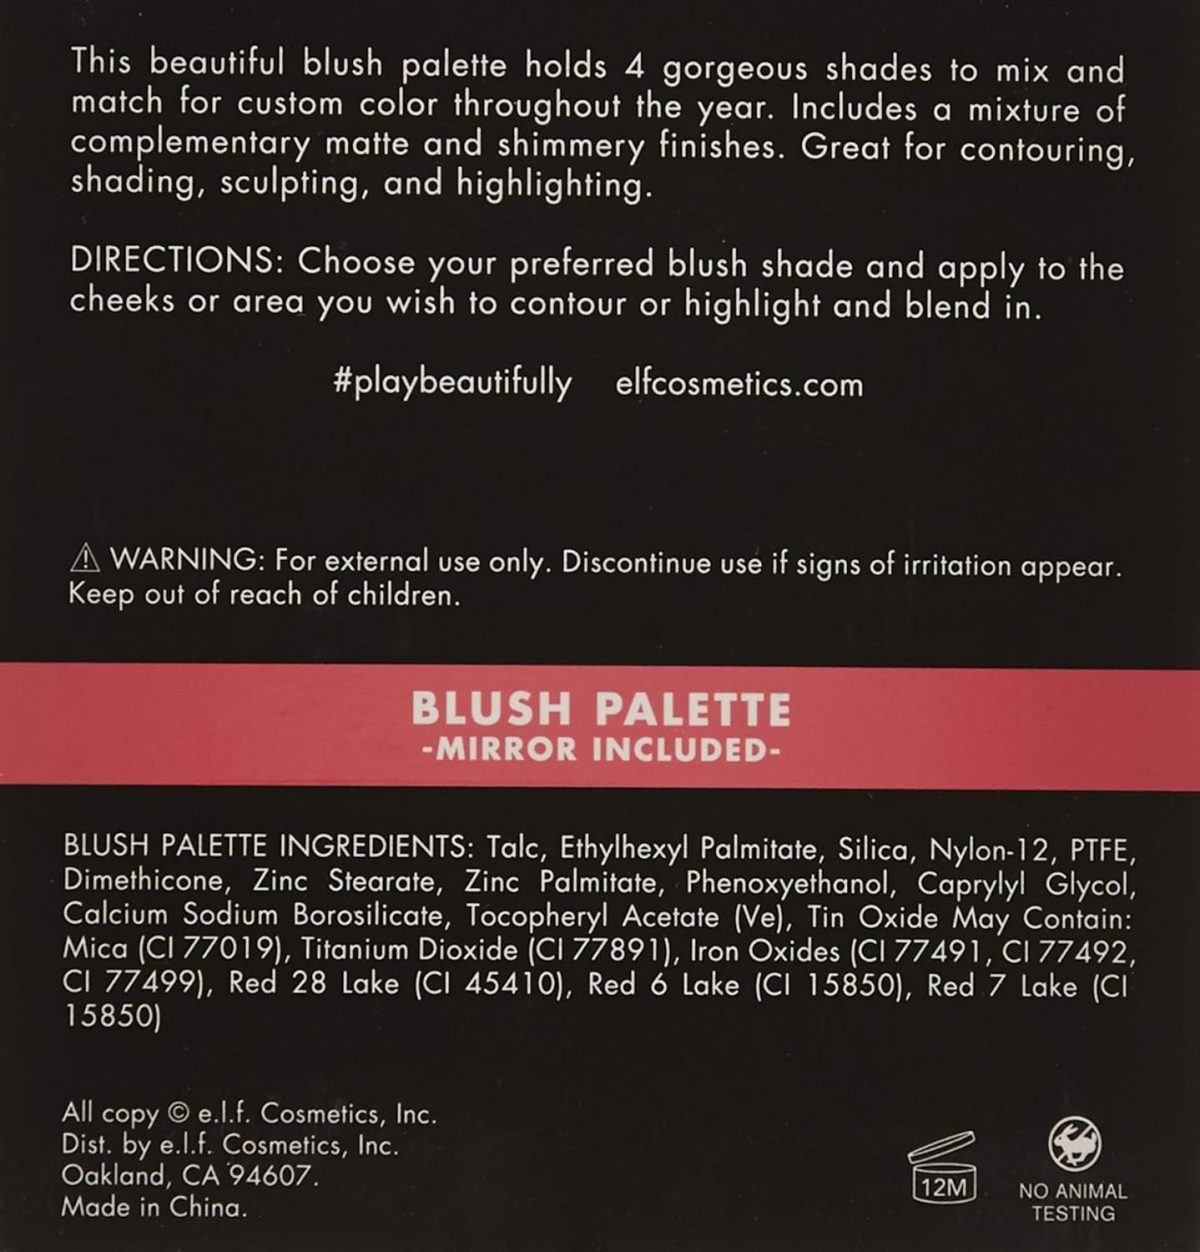 This beautiful blush palette holds 4 gorgeous shades to mix and
match for custom color throughout the year. Includes a mixture of
complementary matte and shimmery finishes. Great for contouring,
shading, sculpting, and highlighting.
DIRECTIONS: Choose your preferred blush shade and apply to the
cheeks or area you wish to contour or highlight and blend in.
#playbeautifully elfcosmetics.com
⚠ WARNING: For external use only. Discontinue use if signs of irritation appear.
Keep out of reach of children.
BLUSH PALETTE
-MIRROR INCLUDED-
BLUSH PALETTE INGREDIENTS: Talc, Ethylhexyl Palmitate, Silica, Nylon-12, PTFE,
Dimethicone, Zinc Stearate, Zinc Palmitate, Phenoxyethanol, Caprylyl Glycol,
Calcium Sodium Borosilicate, Tocopheryl Acetate (Ve), Tin Oxide May Contain:
Mica (CI 77019), Titanium Dioxide (CI 77891), Iron Oxides (CI 77491, CI 77492,
CI 77499), Red 28 Lake (CI 45410), Red 6 Lake (CI 15850), Red 7 Lake (CI
15850)
All copy © e.l.f. Cosmetics, Inc.
Dist. by e.l.f. Cosmetics, Inc.
Oakland, CA 94607.
Made in China.
12M
NO ANIMAL
TESTING